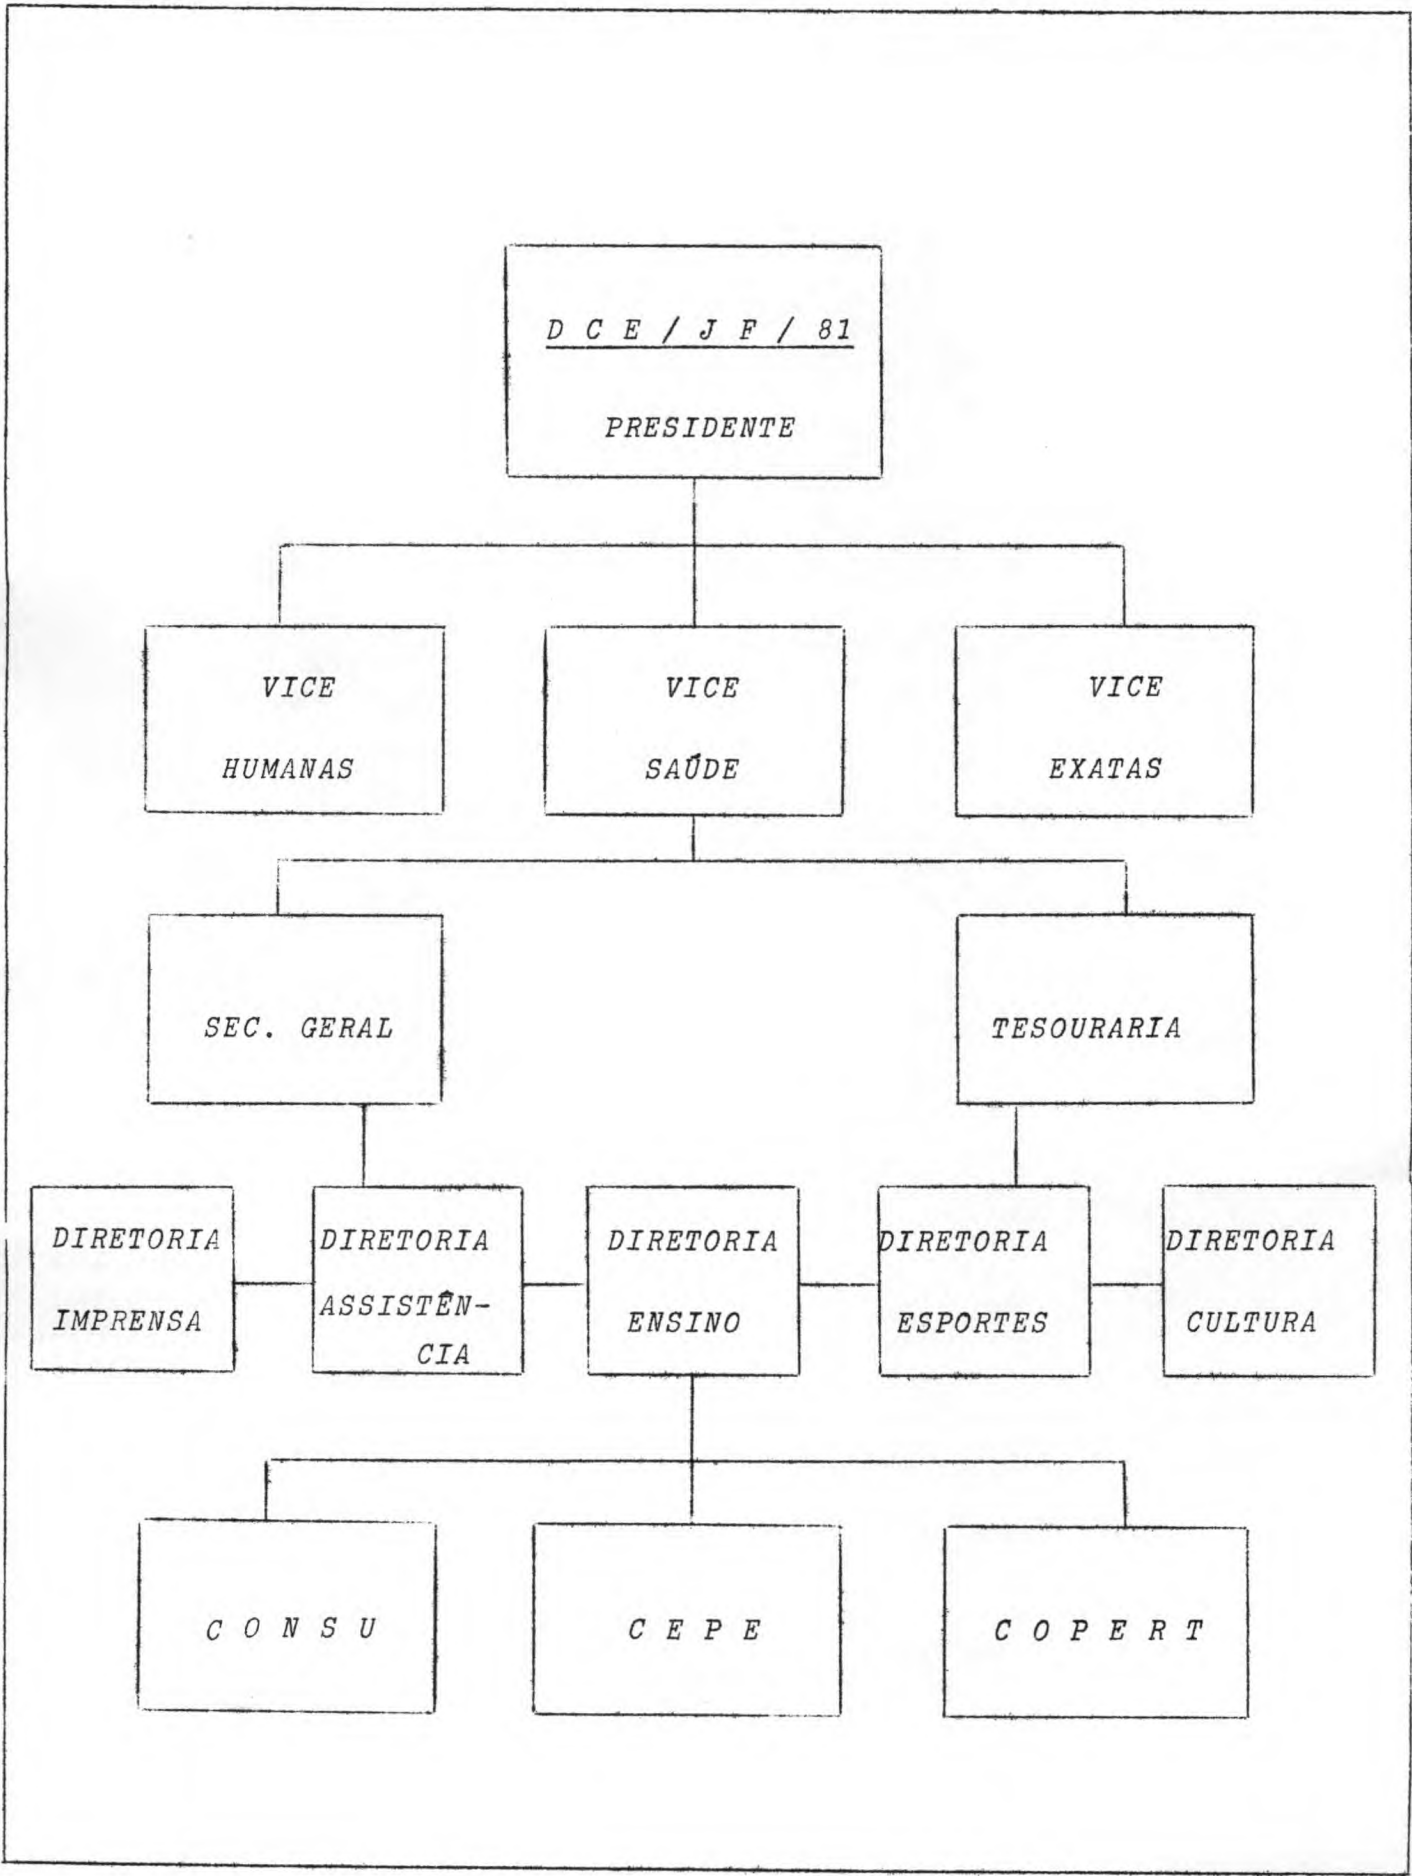 D C E / J F / 81
PRESIDENTE
VICE
HUMANAS
VICE
SAÚDE
VICE
EXATAS
SEC. GERAL
TESOURARIA
DIRETORIA
IMPRENSA
DIRETORIA
ASSISTÊN-
CIA
DIRETORIA
ENSINO
DIRETORIA
ESPORTES
DIRETORIA
CULTURA
C O N S U
C E P E
C O P E R T